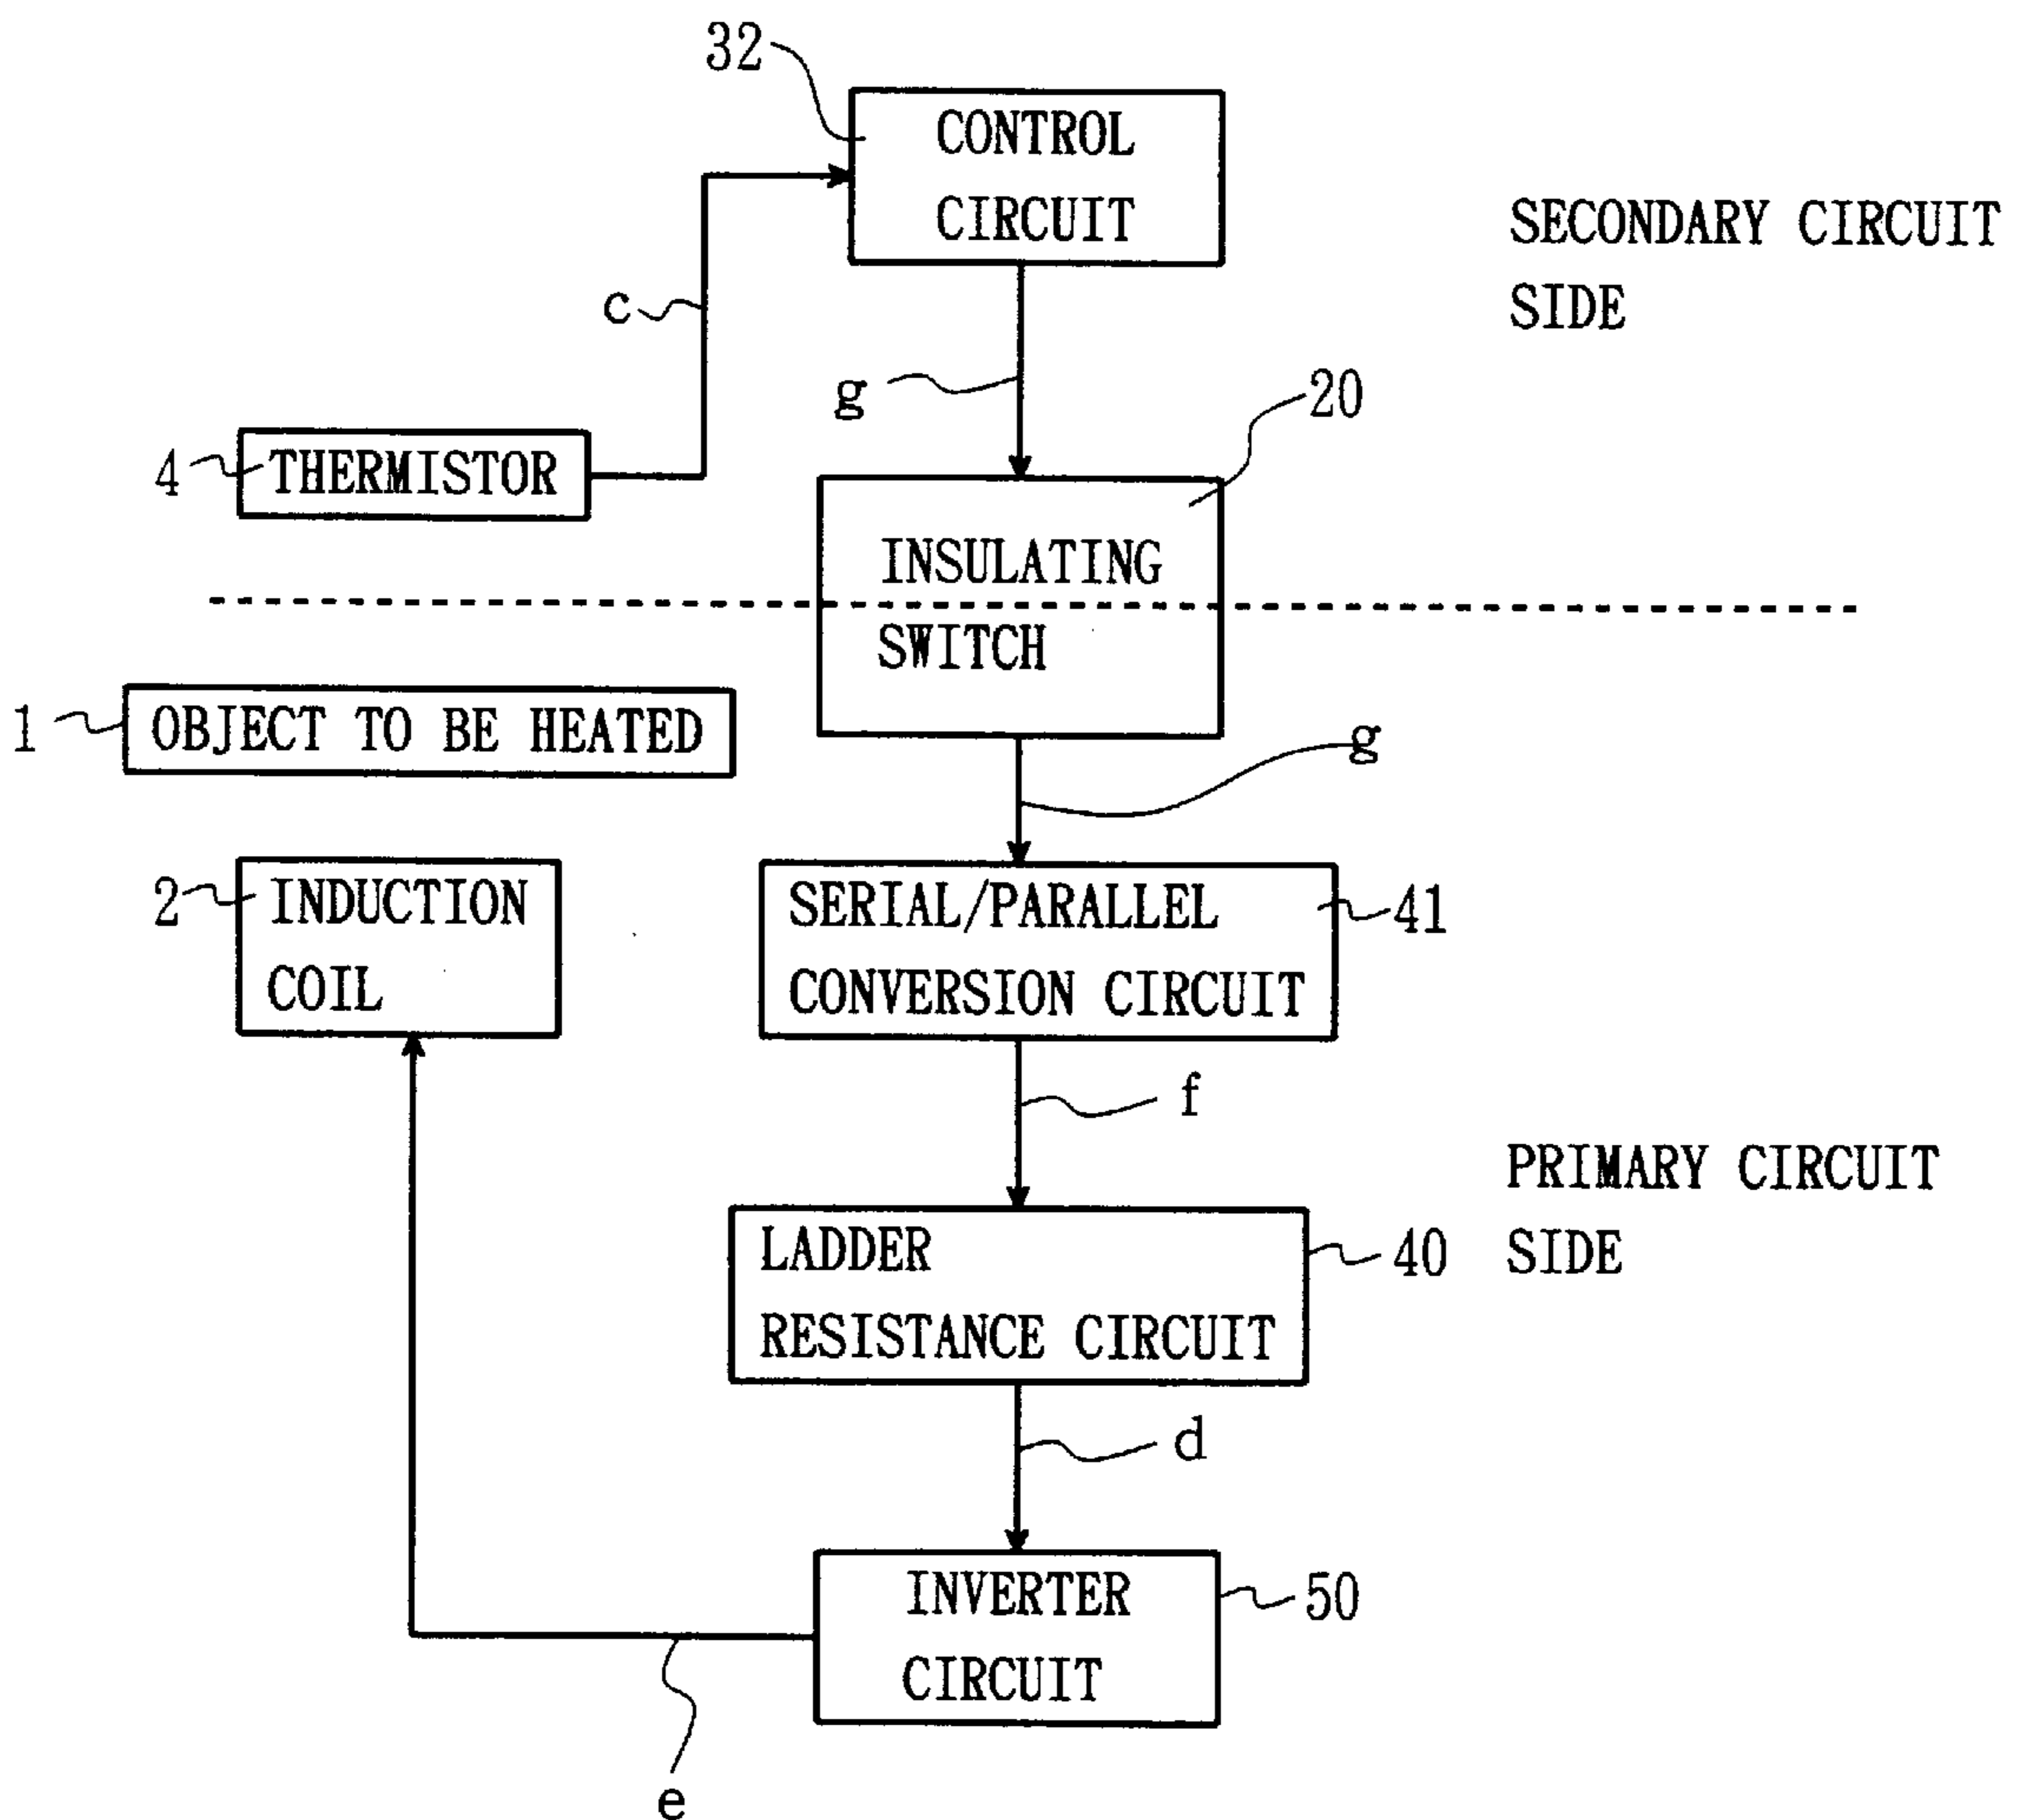 32
CONTROL
CIRCUIT
SECONDARY CIRCUIT
SIDE
c
g
20
4
THERMISTOR
INSULATING
SWITCH
1
OBJECT TO BE HEATED
g
2
INDUCTION
COIL
SERIAL/PARALLEL
CONVERSION CIRCUIT
41
f
PRIMARY CIRCUIT
SIDE
LADDER
RESISTANCE CIRCUIT
40
d
INVERTER
CIRCUIT
50
e